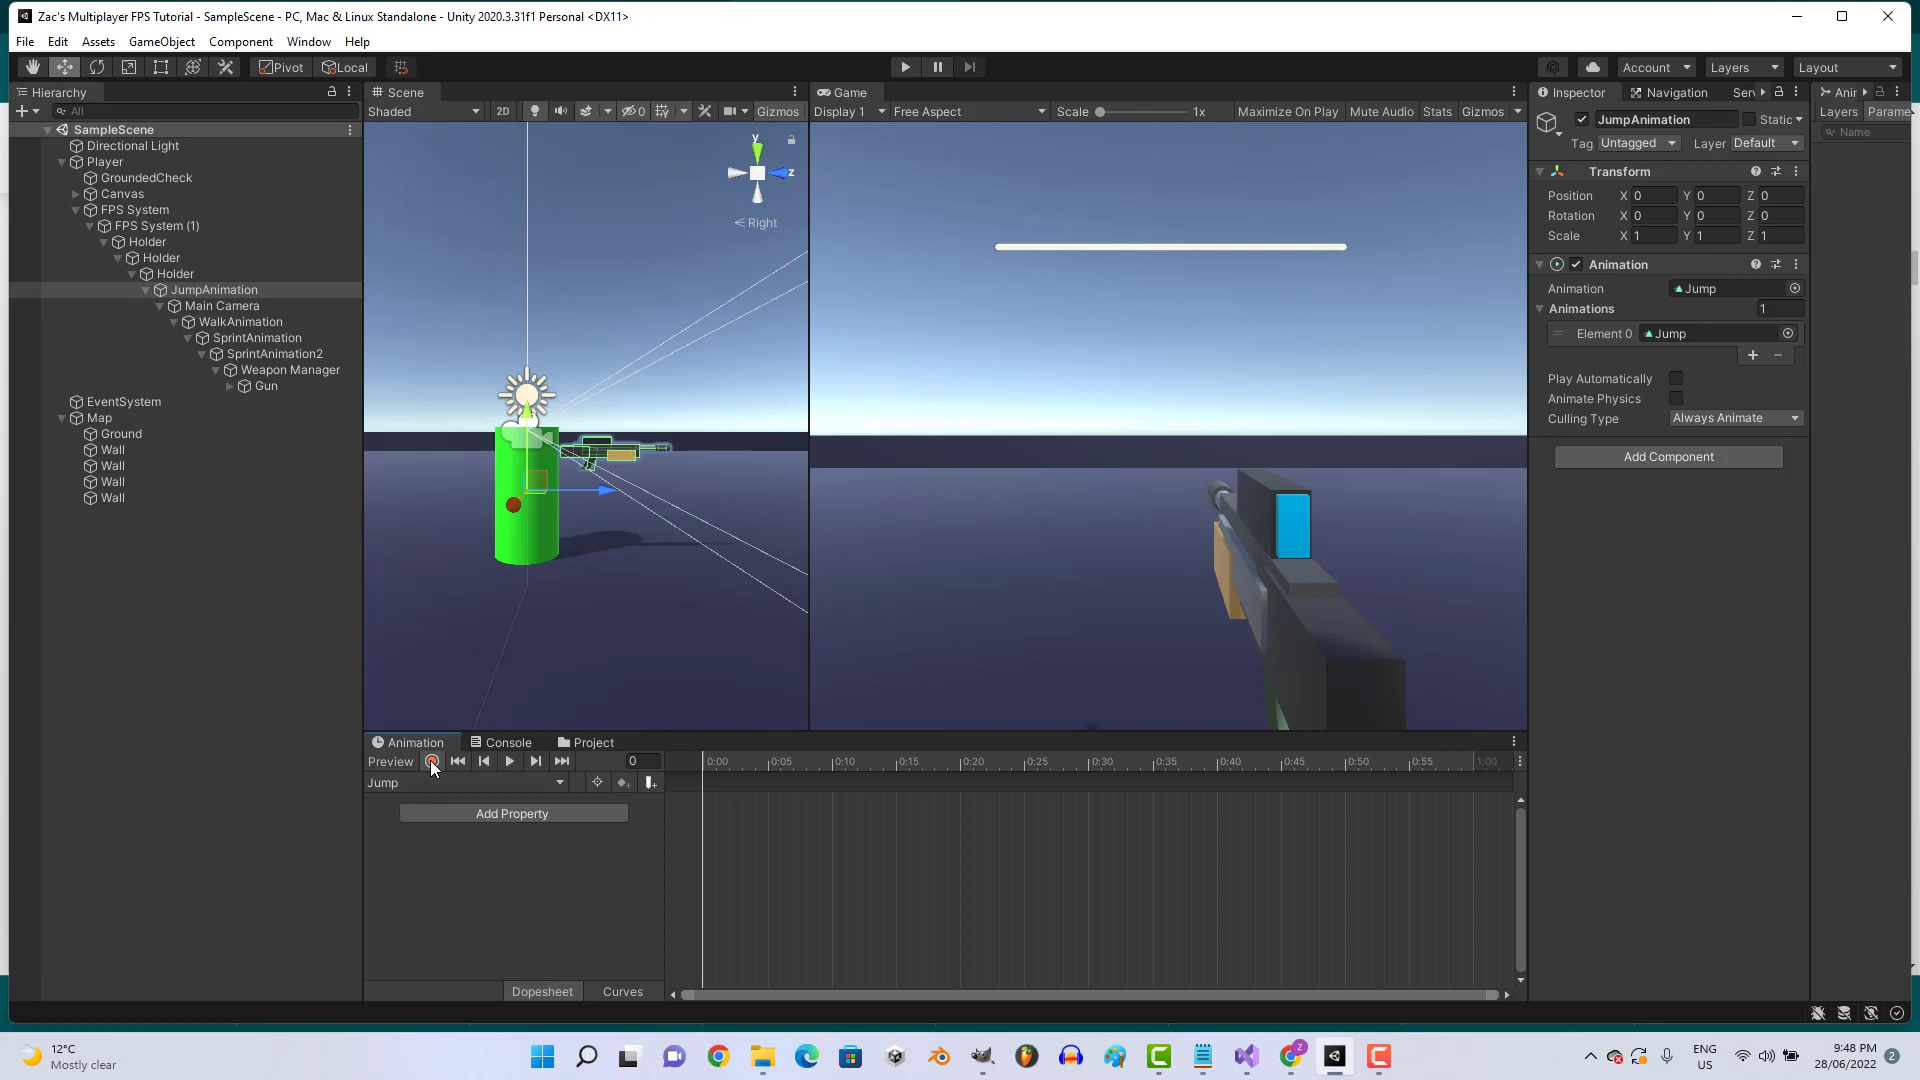 Zac's Multiplayer FPS Tutorial - SampleScene - PC, Mac & Linux Standalone - Unity 2020.3.31f1 Personal <DX11>
File Edit Assets GameObject Component Window Help
Pivot Local Account Layers Layout
Hierarchy
All
SampleScene
Directional Light
Player
GroundedCheck
Canvas
FPS System
FPS System (1)
Holder
Holder
Holder
JumpAnimation
Main Camera
WalkAnimation
SprintAnimation
SprintAnimation2
Weapon Manager
Gun
EventSystem
Map
Ground
Wall
Wall
Wall
Wall
Scene
Shaded 2D 0 Gizmos
y
z
Right
Game
Display 1 Free Aspect Scale 1x Maximize On Play Mute Audio Stats Gizmos
Inspector Navigation Serv
JumpAnimation Static
Tag Untagged Layer Default
Transform
Position X 0 Y 0 Z 0
Rotation X 0 Y 0 Z 0
Scale X 1 Y 1 Z 1
Animation
Animation Jump
Animations 1
Element 0 Jump
Play Automatically
Animate Physics
Culling Type Always Animate
Add Component
Layers
Name
Animation Console Project
Preview 0
0:00 0:05 0:10 0:15 0:20 0:25 0:30 0:35 0:40 0:45 0:50 0:55 1:00
Jump
Add Property
Dopesheet Curves
12°C
Mostly clear
Z
ENG
US
9:48 PM
28/06/2022
2